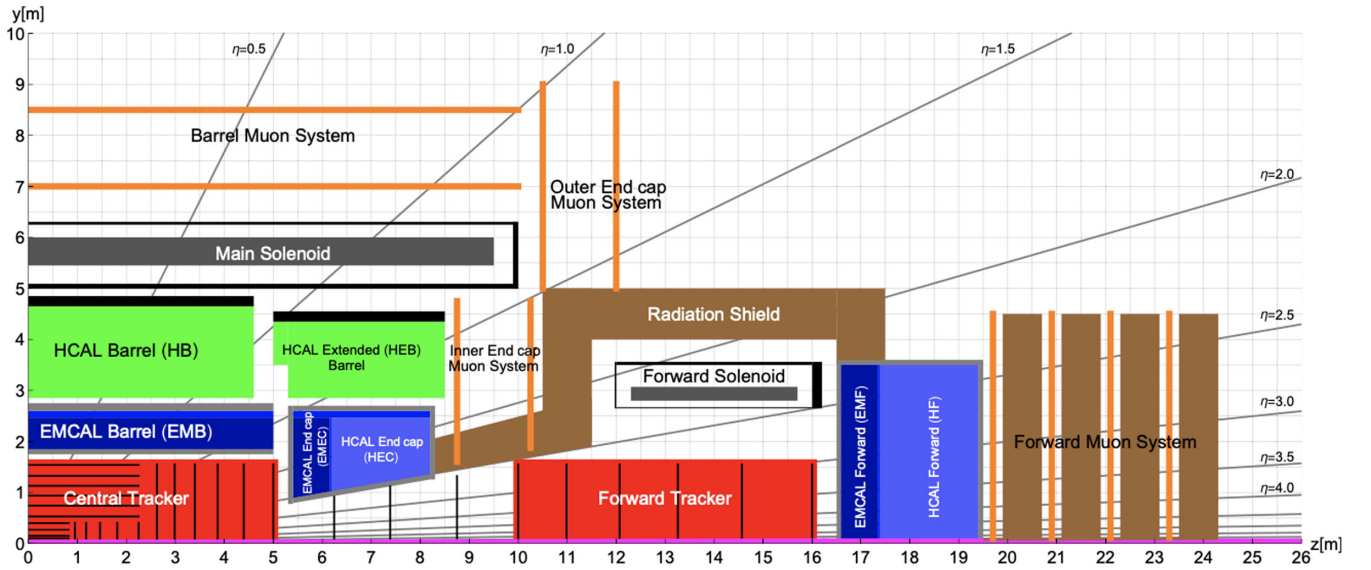 y[m]
10
9
8
7
6
5
4
3
2
1
0
η=0.5
η=1.0
η=1.5
η=2.0
η=2.5
η=3.0
η=3.5
η=4.0
Barrel Muon System
Outer End cap
Muon System
Main Solenoid
Radiation Shield
HCAL Barrel (HB)
HCAL Extended (HEB)
Barrel
Inner End cap
Muon System
Forward Solenoid
EMCAL Barrel (EMB)
EMCAL End cap
(EMEC)
HCAL End cap
(HEC)
EMCAL Forward (EMF)
HCAL Forward (HF)
Forward Muon System
Central Tracker
Forward Tracker
0 1 2 3 4 5 6 7 8 9 10 11 12 13 14 15 16 17 18 19 20 21 22 23 24 25 26 z[m]